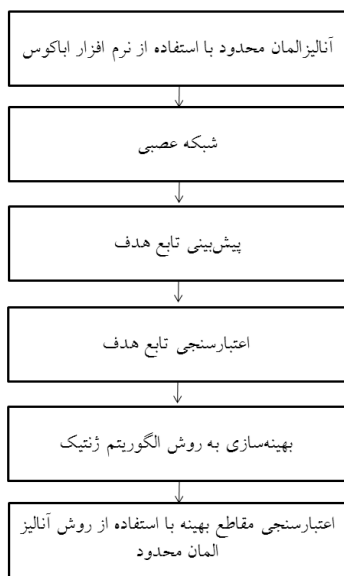 آنالیزالمان محدود با استفاده از نرم افزار اباکوس
شبکه عصبی
پیش‌بینی تابع هدف
اعتبارسنجی تابع هدف
بهینه‌سازی به روش الگوریتم ژنتیک
اعتبارسنجی مقاطع بهینه با استفاده از روش آنالیز
المان محدود